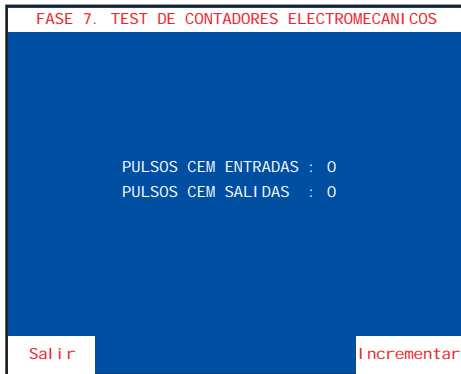 FASE 7. TEST DE CONTADORES ELECTROMECANICOS
PULSOS CEM ENTRADAS : 0
PULSOS CEM SALIDAS : 0
Salir
Incrementar